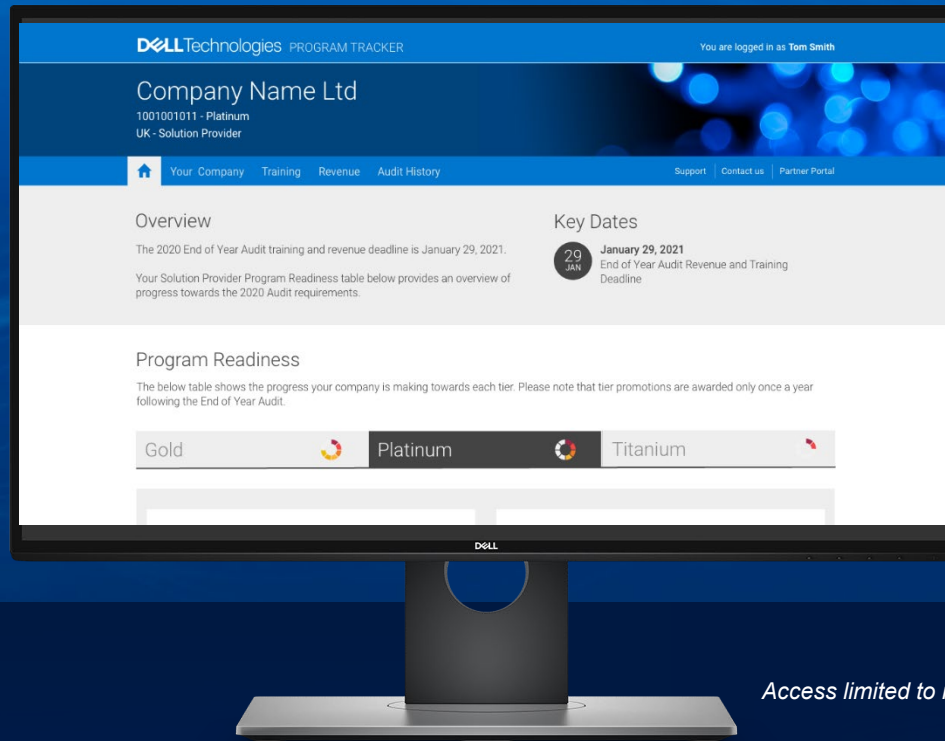 DELLTechnologies PROGRAM TRACKER
You are logged in as Tom Smith
Company Name Ltd
1001001011 - Platinum
UK - Solution Provider
Your Company Training Revenue Audit History
Support Contact us Partner Portal
Overview
The 2020 End of Year Audit training and revenue deadline is January 29, 2021.
Your Solution Provider Program Readiness table below provides an overview of
progress towards the 2020 Audit requirements.
Key Dates
29
JAN
January 29, 2021
End of Year Audit Revenue and Training
Deadline
Program Readiness
The below table shows the progress your company is making towards each tier. Please note that tier promotions are awarded only once a year
following the End of Year Audit.
Gold
Platinum
Titanium
DELL
Access limited to